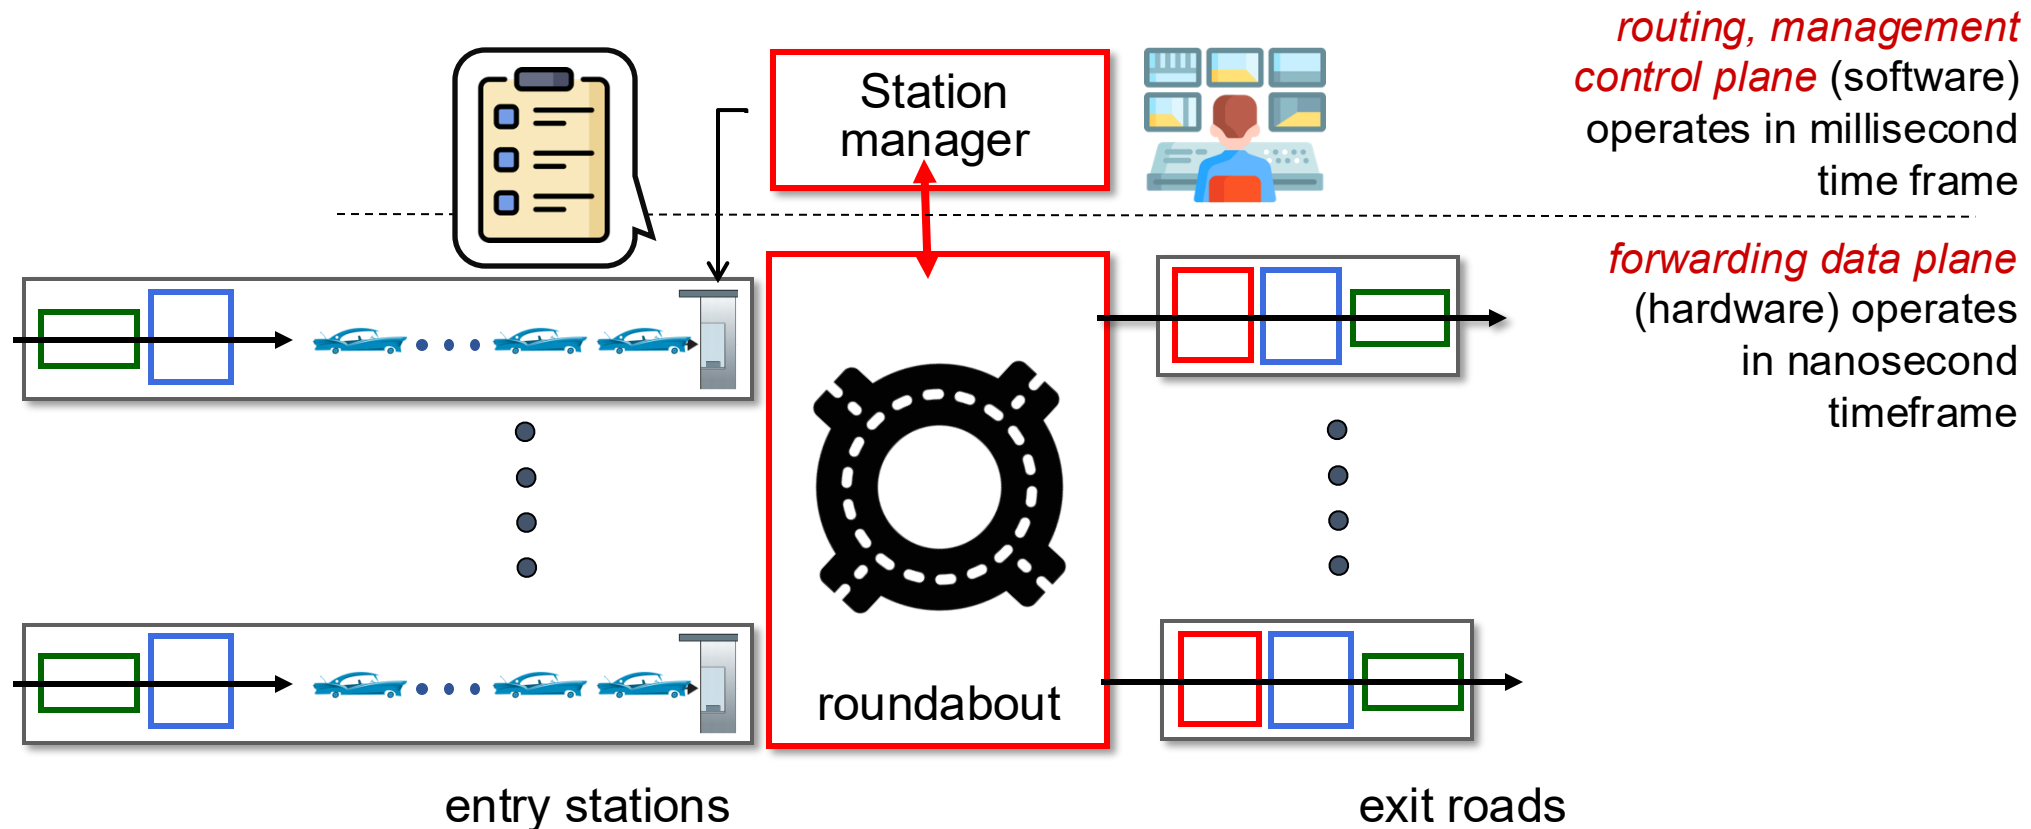 routing, management
control plane (software)
operates in millisecond
time frame
Station
manager
forwarding data plane
(hardware) operates
in nanosecond
timeframe
roundabout
entry stations
exit roads